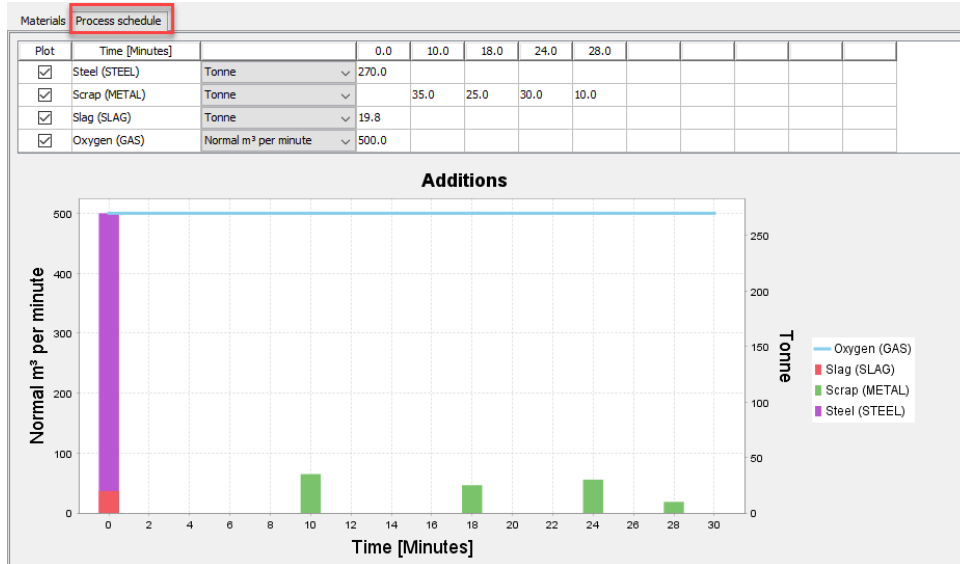 Materials Process schedule
Plot Time [Minutes] 0.0 10.0 18.0 24.0 28.0
Steel (STEEL) Tonne 270.0
Scrap (METAL) Tonne 35.0 25.0 30.0 10.0
Slag (SLAG) Tonne 19.8
Oxygen (GAS) Normal m³ per minute 500.0
Additions
Normal m³ per minute
500
400
300
200
100
0
0 2 4 6 8 10 12 14 16 18 20 22 24 26 28 30
Time [Minutes]
250
200
150
100
50
0
Tonne
Oxygen (GAS)
Slag (SLAG)
Scrap (METAL)
Steel (STEEL)